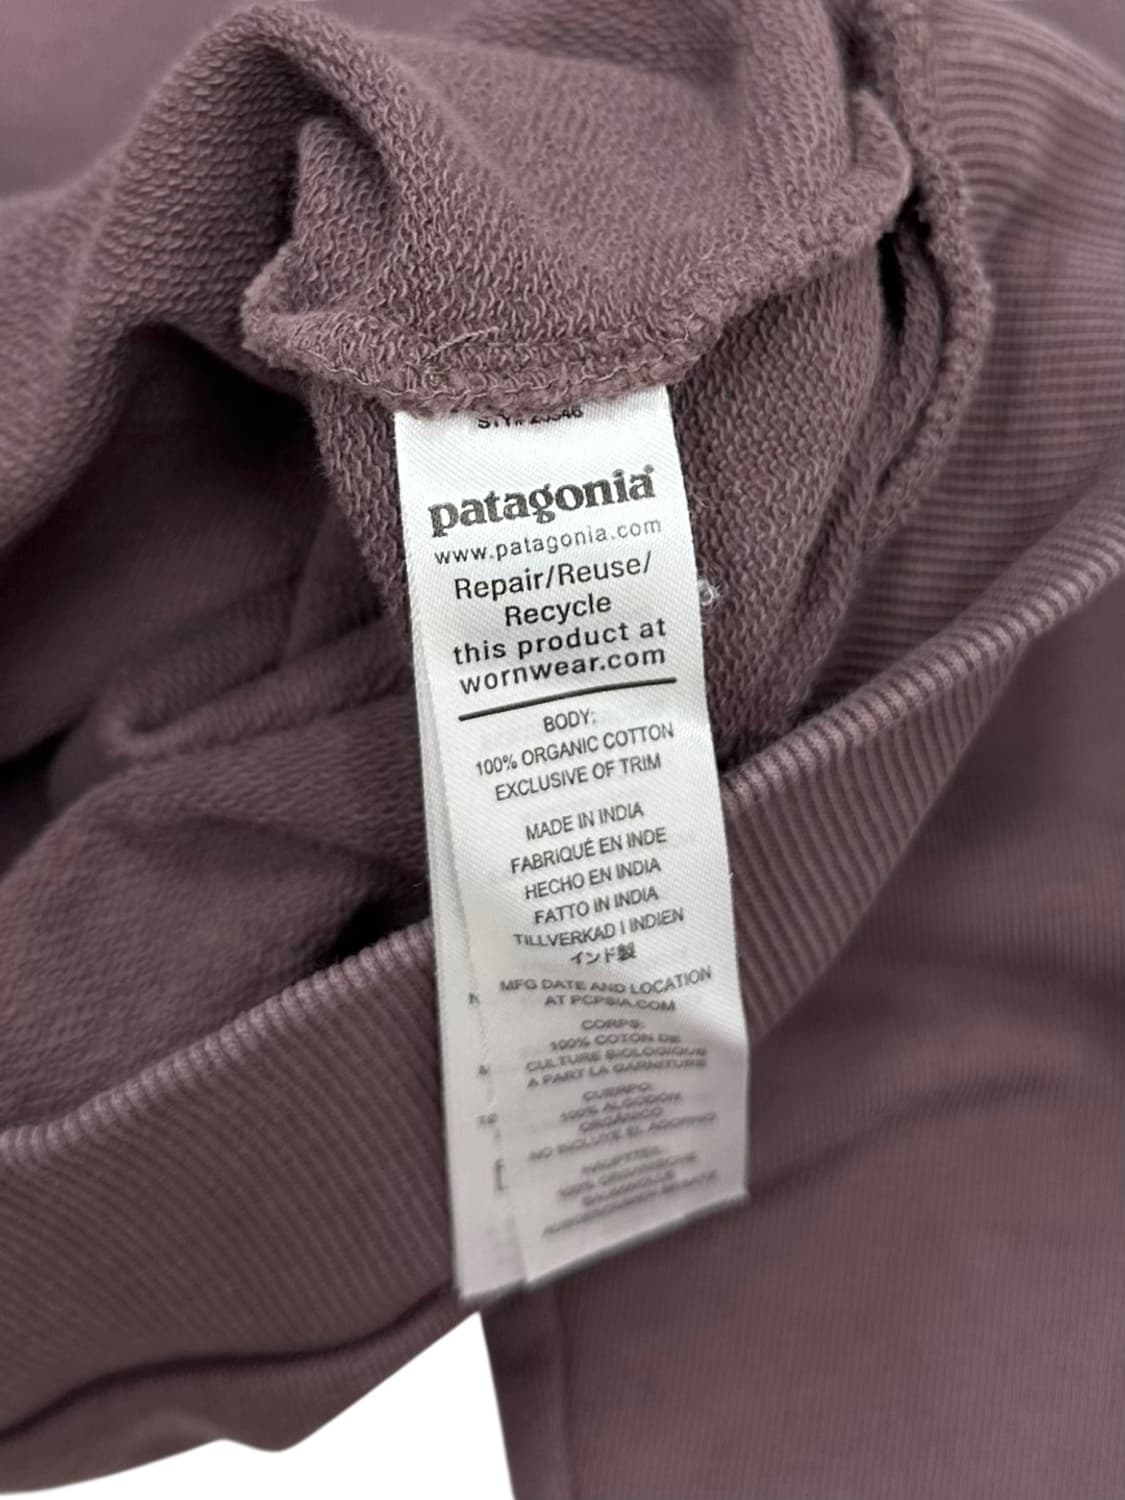 patagonia®
www.patagonia.com
Repair/Reuse/
Recycle
this product at
wornwear.com
BODY:
100% ORGANIC COTTON
EXCLUSIVE OF TRIM
MADE IN INDIA
FABRIQUÉ EN INDE
HECHO EN INDIA
FATTO IN INDIA
TILLVERKAD I INDIEN
インド製
MFG DATE AND LOCATION
AT PCPSIA.COM
CORPS:
100% COTON DE
CULTURE BIOLOGIQUE
A PART LA GARNITURE
CUERPO:
100% ALGODÓN
ORGÁNICO
NO INCLUYE EL ADORNO
HAUPTTEIL:
100% ORGANISCHE